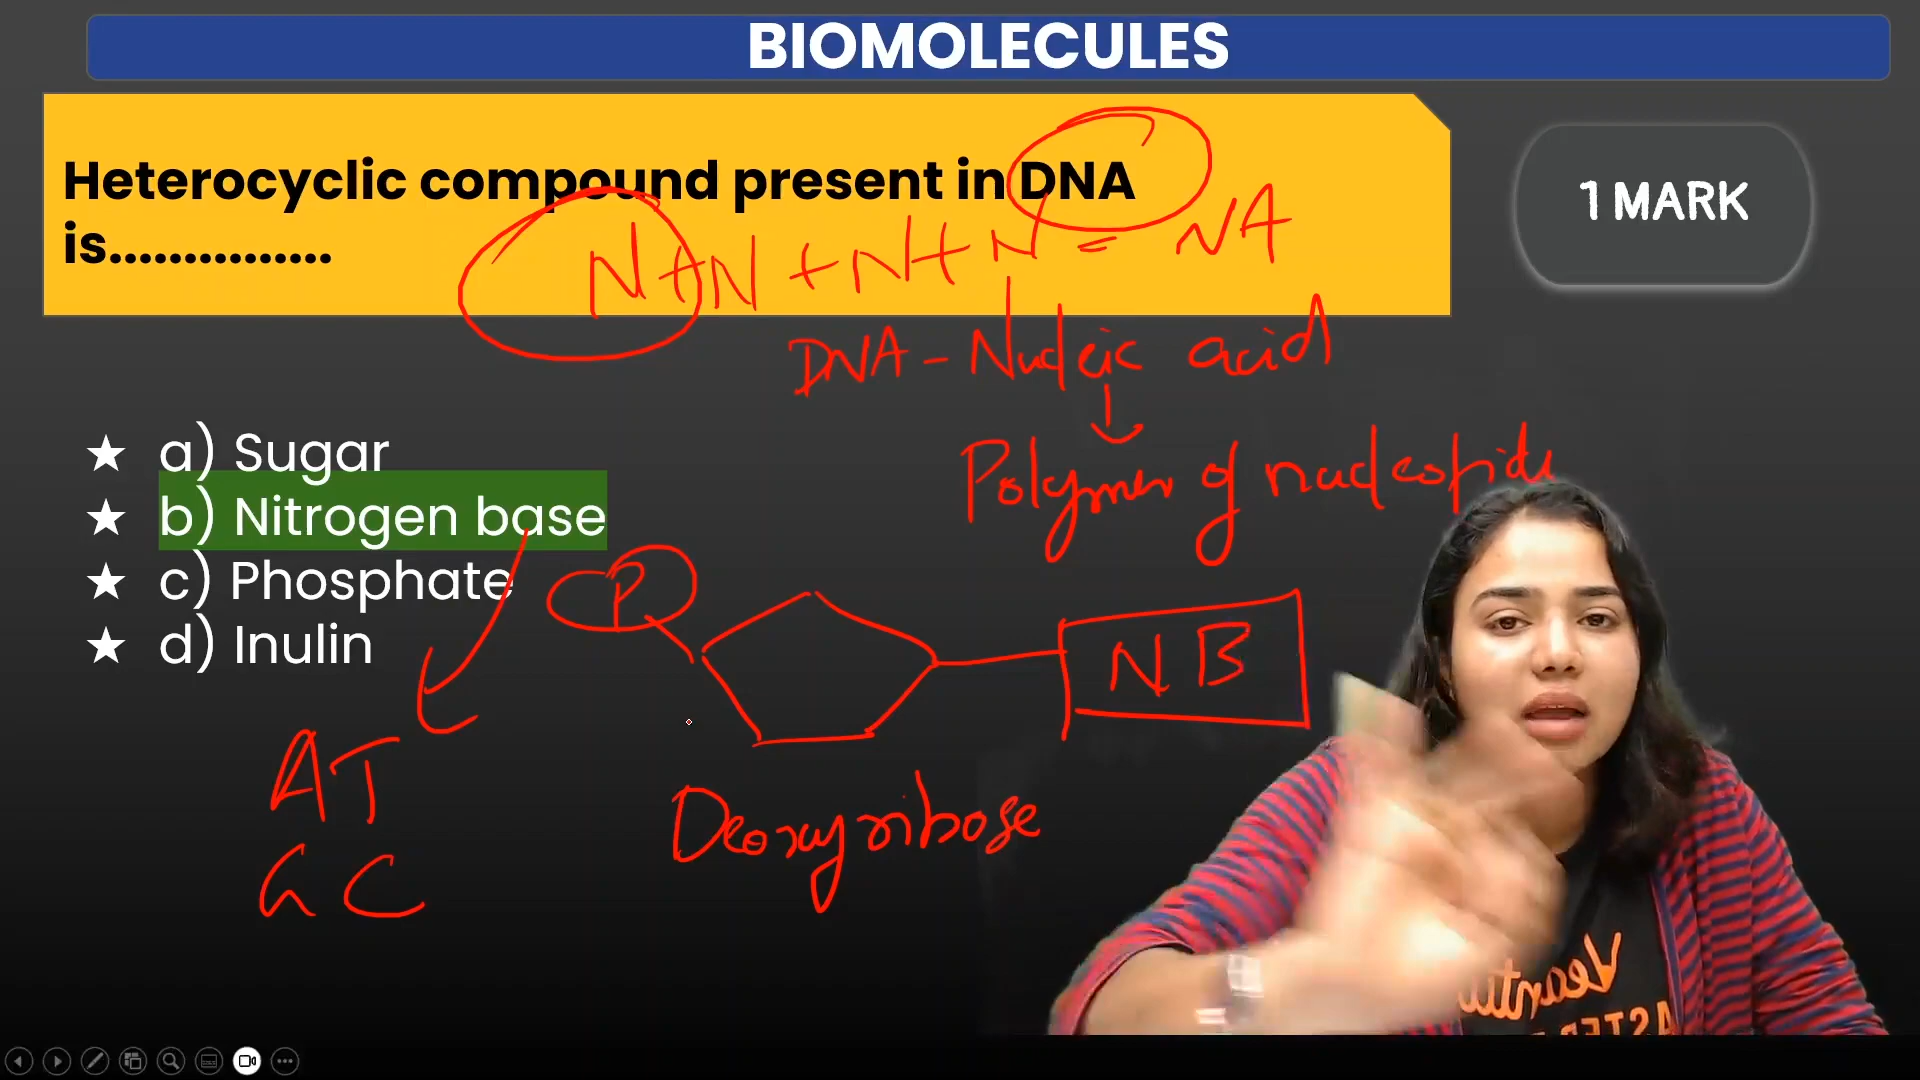 BIOMOLECULES
Heterocyclic compound present in DNA
is...............
1 MARK
N+N+N+N = NA
DNA - Nucleic acid
Polymer of nucleotide
★ a) Sugar
★ b) Nitrogen base
★ c) Phosphate
★ d) Inulin
P
NB
AT
GC
Deoxyribose